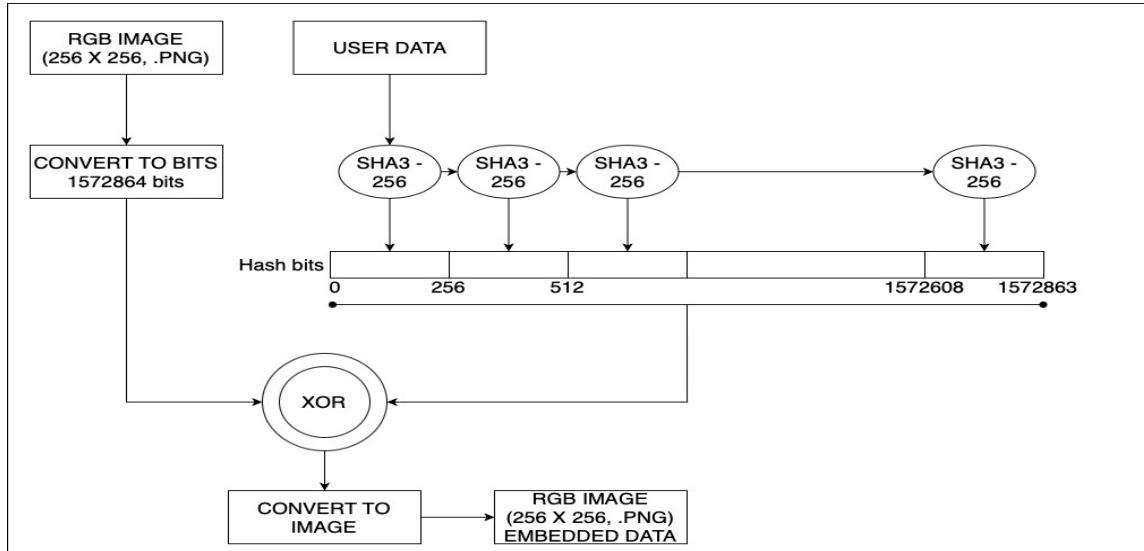 RGB IMAGE
(256 X 256, .PNG)
USER DATA
CONVERT TO BITS
1572864 bits
SHA3 -
256
SHA3 -
256
SHA3 -
256
SHA3 -
256
Hash bits
0
256
512
1572608
1572863
XOR
CONVERT TO
IMAGE
RGB IMAGE
(256 X 256, .PNG)
EMBEDDED DATA